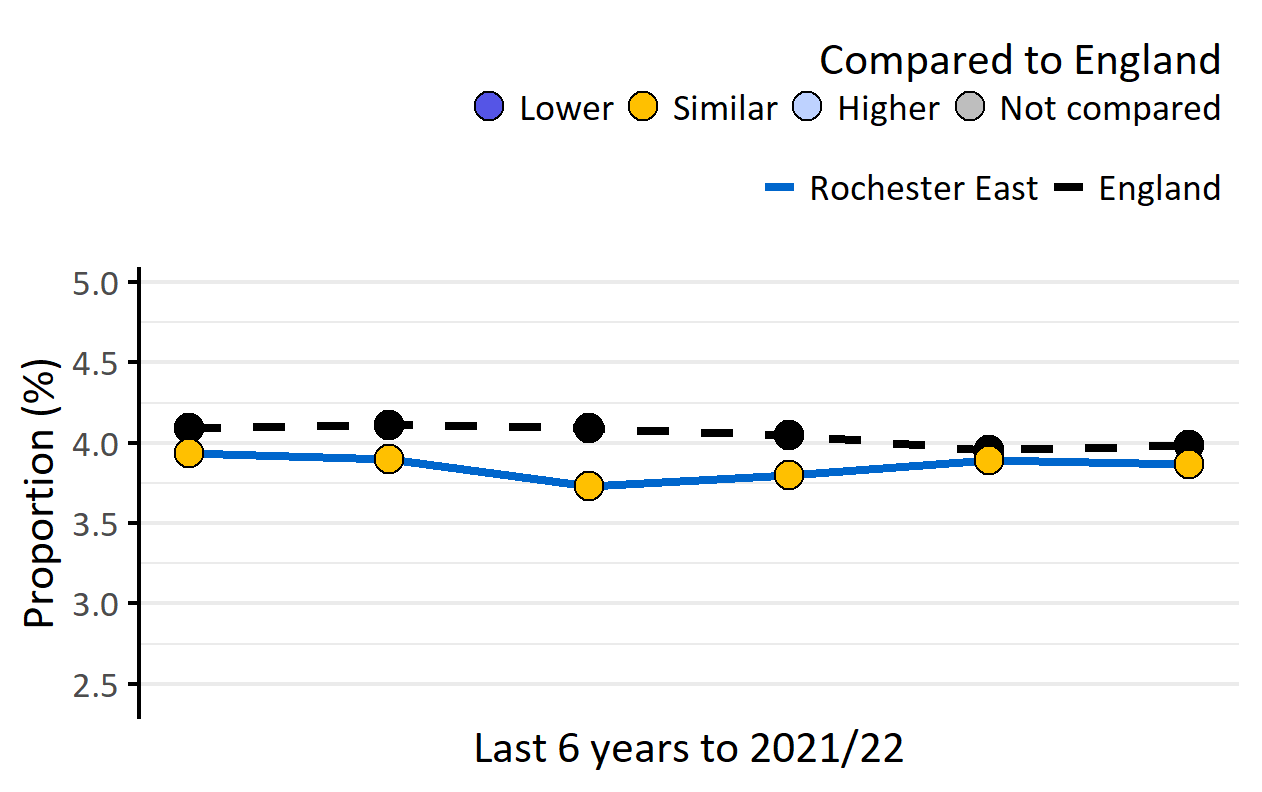 Compared to England
Lower Similar Higher Not compared
Rochester East England
5.0
4.5
4.0
3.5
3.0
2.5
Proportion (%)
Last 6 years to 2021/22